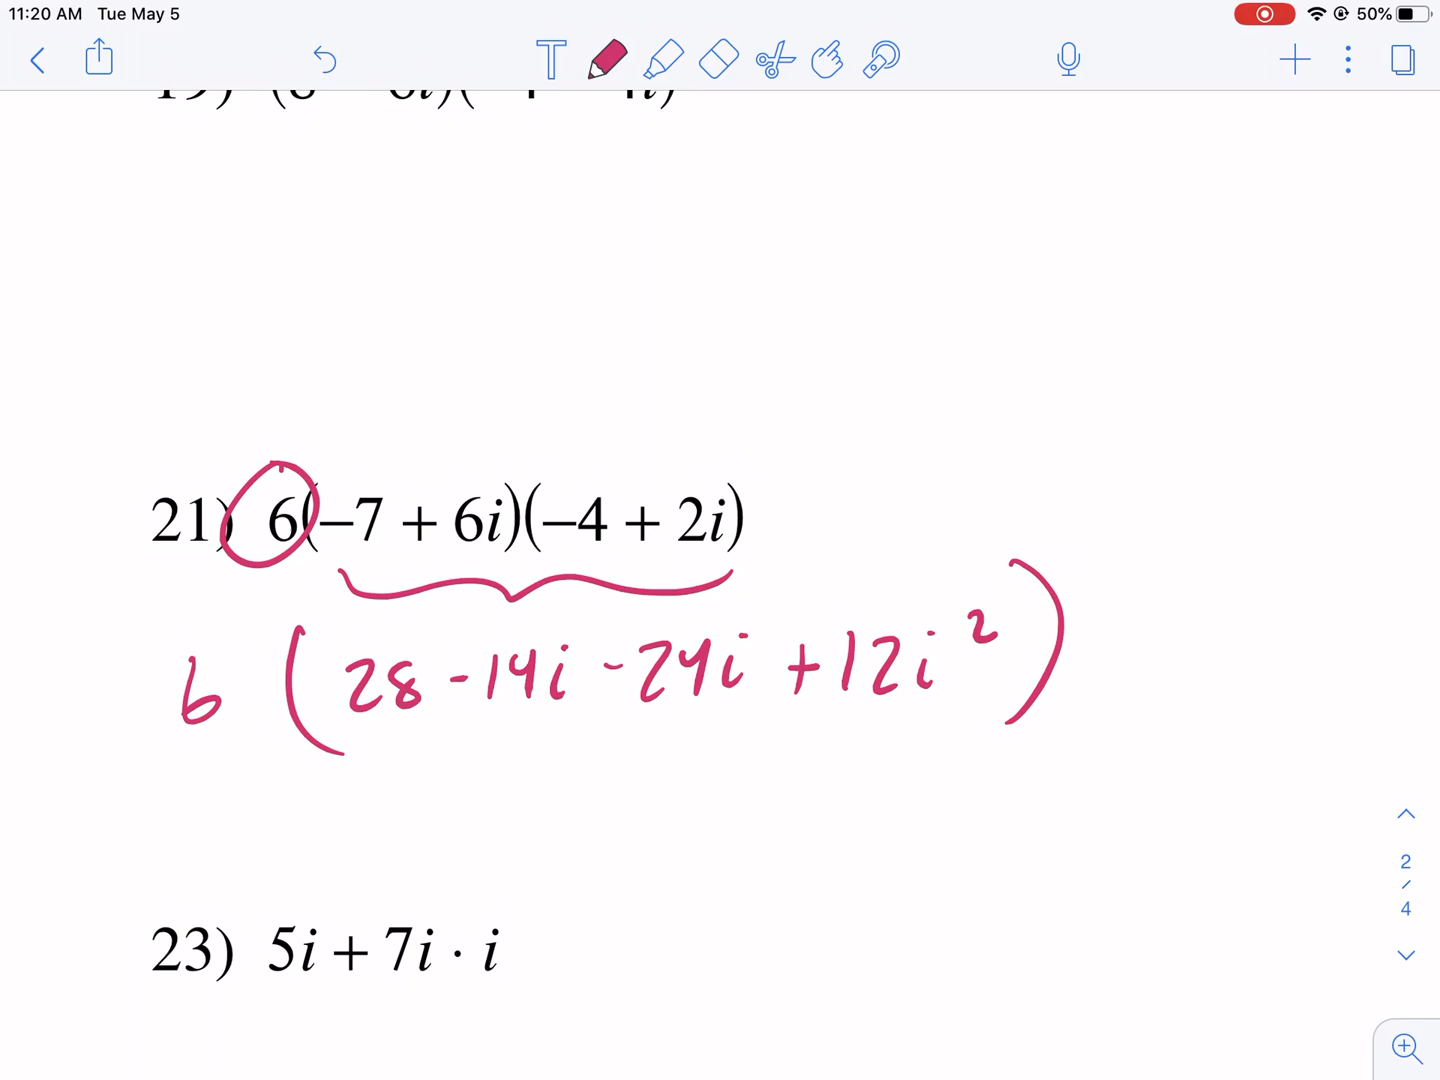 11:20 AM Tue May 5
50%
T
21) 6(−7 + 6i)(−4 + 2i)
6 (28 - 14i - 24i + 12i²)
2
/
4
23) 5i + 7i · i